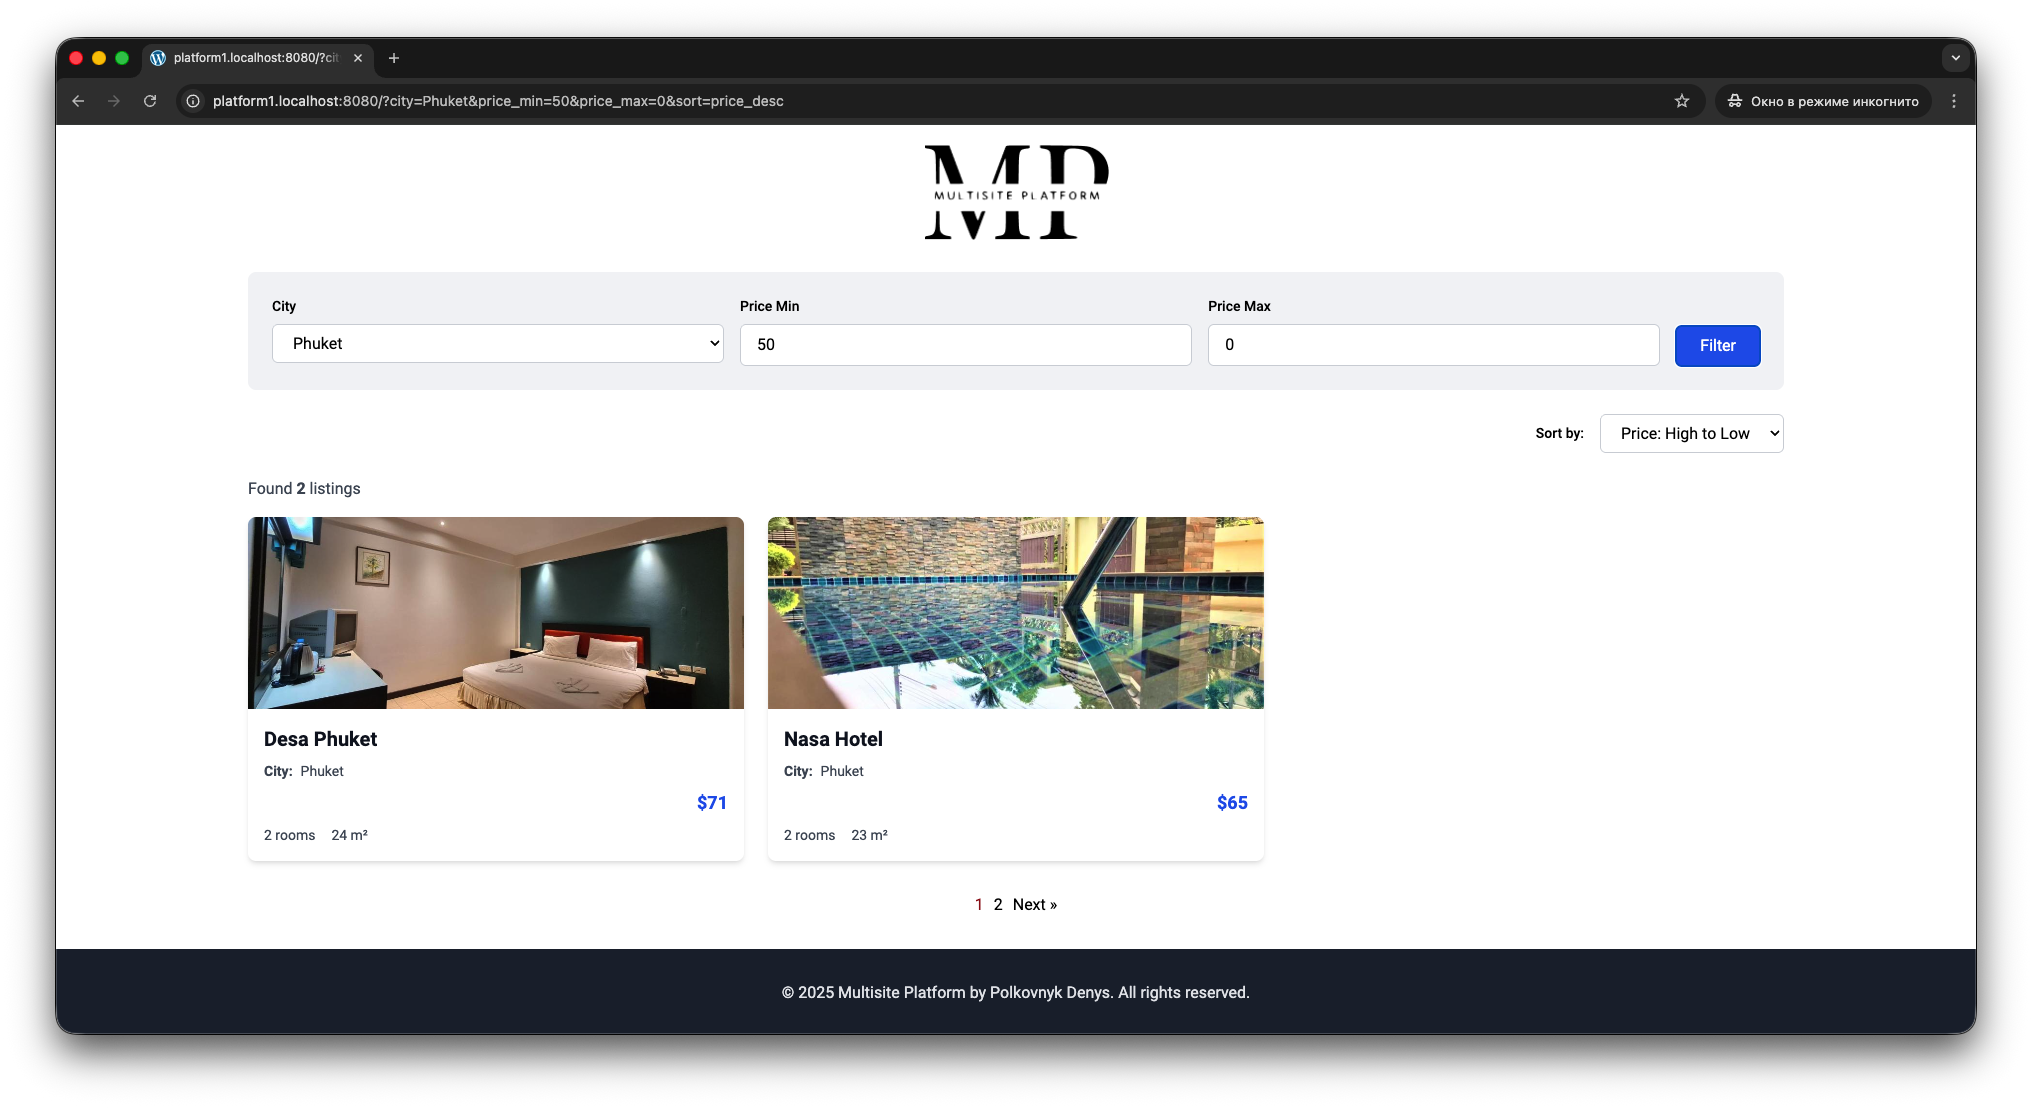 platform1.localhost:8080/?cit
platform1.localhost:8080/?city=Phuket&price_min=50&price_max=0&sort=price_desc
Окно в режиме инкогнито
MP
MULTISITE PLATFORM
City
Price Min
Price Max
Phuket
50
0
Filter
Sort by:
Price: High to Low
Found 2 listings
Desa Phuket
City: Phuket
$71
2 rooms 24 m²
Nasa Hotel
City: Phuket
$65
2 rooms 23 m²
1 2 Next »
© 2025 Multisite Platform by Polkovnyk Denys. All rights reserved.